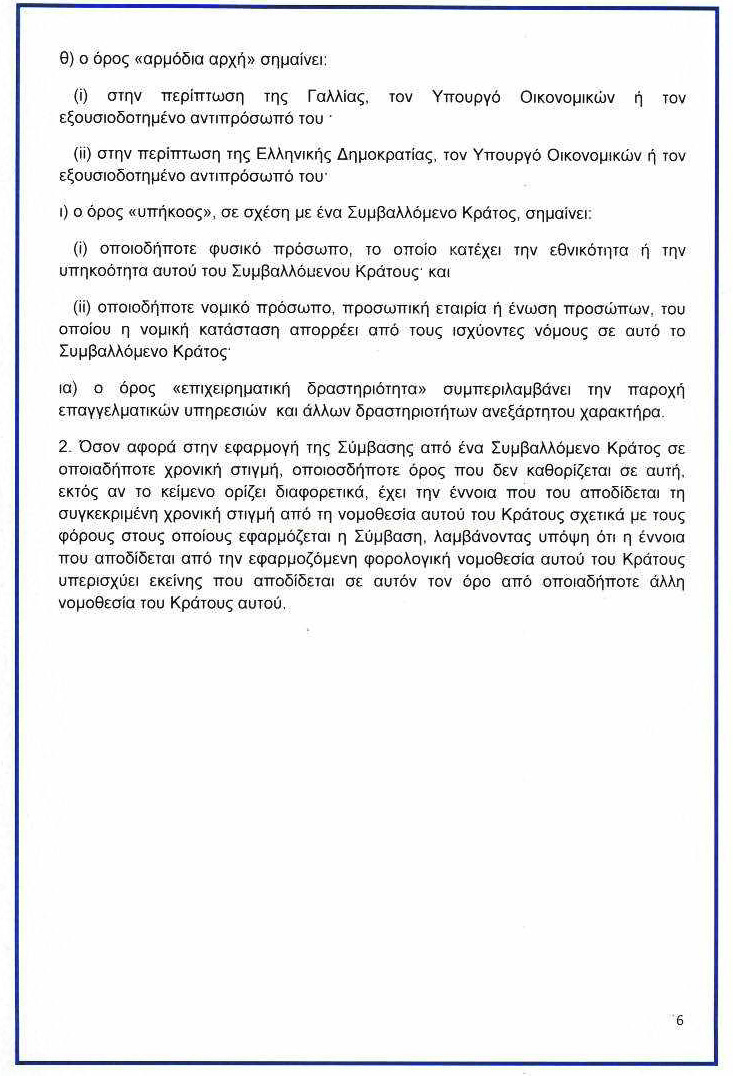 θ) ο όρος «αρμόδια αρχή» σημαίνει:
(i) στην περίπτωση της Γαλλίας, τον Υπουργό Οικονομικών ή τον
εξουσιοδοτημένο αντιπρόσωπό του ·
(ii) στην περίπτωση της Ελληνικής Δημοκρατίας, τον Υπουργό Οικονομικών ή τον
εξουσιοδοτημένο αντιπρόσωπό του·
ι) ο όρος «υπήκοος», σε σχέση με ένα Συμβαλλόμενο Κράτος, σημαίνει:
(i) οποιοδήποτε φυσικό πρόσωπο, το οποίο κατέχει την εθνικότητα ή την
υπηκοότητα αυτού του Συμβαλλόμενου Κράτους· και
(ii) οποιοδήποτε νομικό πρόσωπο, προσωπική εταιρία ή ένωση προσώπων, του
οποίου η νομική κατάσταση απορρέει από τους ισχύοντες νόμους σε αυτό το
Συμβαλλόμενο Κράτος·
ια) ο όρος «επιχειρηματική δραστηριότητα» συμπεριλαμβάνει την παροχή
επαγγελματικών υπηρεσιών και άλλων δραστηριοτήτων ανεξάρτητου χαρακτήρα.
2. Όσον αφορά στην εφαρμογή της Σύμβασης από ένα Συμβαλλόμενο Κράτος σε
οποιαδήποτε χρονική στιγμή, οποιοσδήποτε όρος που δεν καθορίζεται σε αυτή,
εκτός αν το κείμενο ορίζει διαφορετικά, έχει την έννοια που του αποδίδεται τη
συγκεκριμένη χρονική στιγμή από τη νομοθεσία αυτού του Κράτους σχετικά με τους
φόρους στους οποίους εφαρμόζεται η Σύμβαση, λαμβάνοντας υπόψη ότι η έννοια
που αποδίδεται από την εφαρμοζόμενη φορολογική νομοθεσία αυτού του Κράτους
υπερισχύει εκείνης που αποδίδεται σε αυτόν τον όρο από οποιαδήποτε άλλη
νομοθεσία του Κράτους αυτού.
6